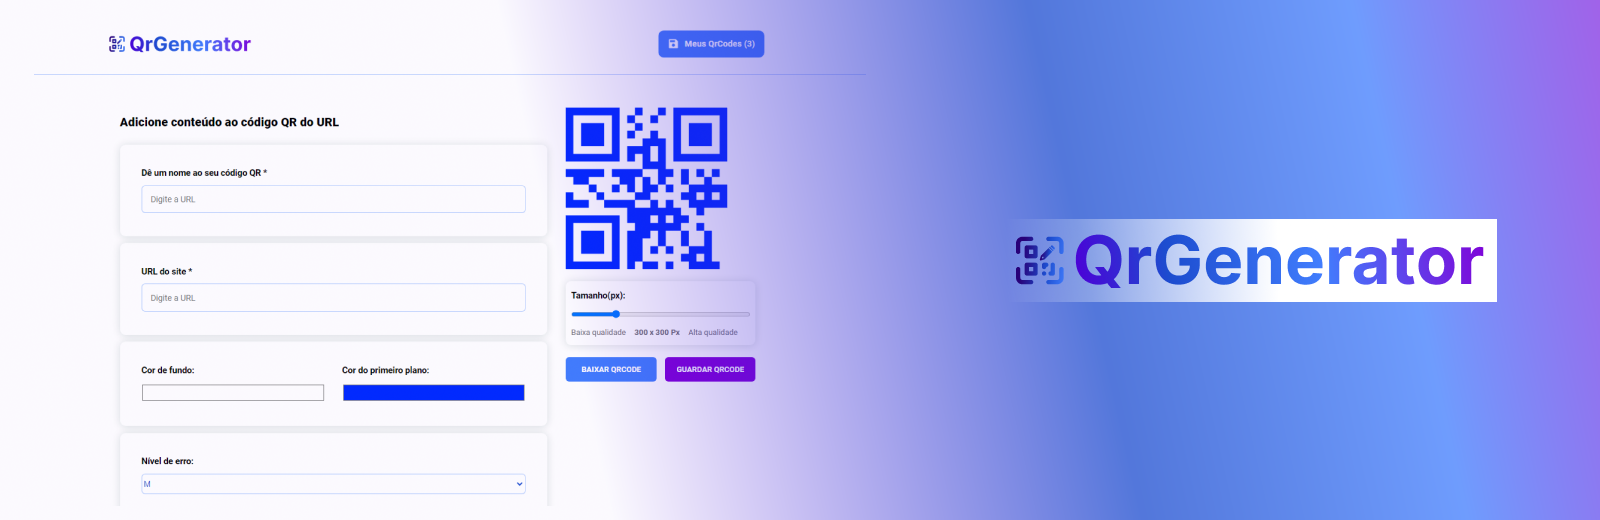 QrGenerator
Meus QrCodes (3)
Adicione conteúdo ao código QR do URL
Dê um nome ao seu código QR *
Digite a URL
URL do site *
Digite a URL
Cor de fundo:
Cor do primeiro plano:
Nível de erro:
M
Tamanho(px):
Baixa qualidade
300 x 300 Px
Alta qualidade
BAIXAR QRCODE
GUARDAR QRCODE
QrGenerator